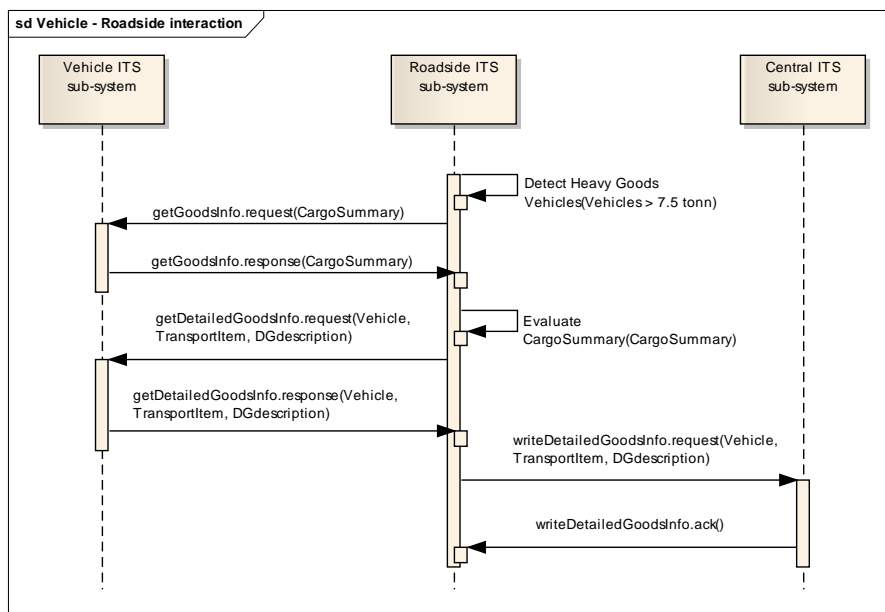 sd Vehicle - Roadside interaction
Vehicle ITS
sub-system
Roadside ITS
sub-system
Central ITS
sub-system
Detect Heavy Goods
Vehicles(Vehicles > 7.5 tonn)
getGoodsInfo.request(CargoSummary)
getGoodsInfo.response(CargoSummary)
Evaluate
CargoSummary(CargoSummary)
getDetailedGoodsInfo.request(Vehicle,
TransportItem, DGdescription)
getDetailedGoodsInfo.response(Vehicle,
TransportItem, DGdescription)
writeDetailedGoodsInfo.request(Vehicle,
TransportItem, DGdescription)
writeDetailedGoodsInfo.ack()